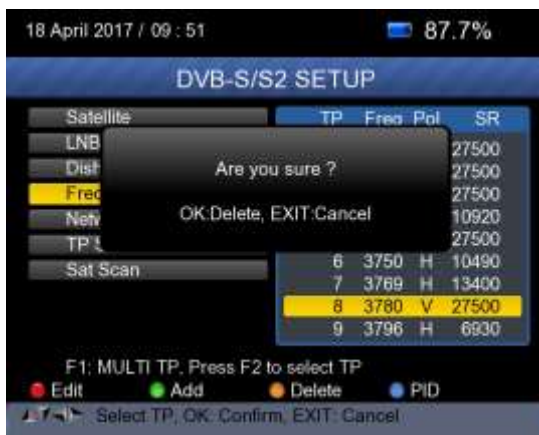 18 April 2017 / 09 : 51
87.7%
DVB-S/S2 SETUP
Satellite
LNB
Sat Scan
TP Freq Pol SR
27500
27500
27500
10920
27500
6 3750 H 10490
7 3769 H 13400
8 3780 V 27500
9 3796 H 6930
Are you sure ?
OK:Delete, EXIT:Cancel
F1: MULTI TP, Press F2 to select TP
Edit Add Delete PID
Select TP, OK: Confirm, EXIT: Cancel